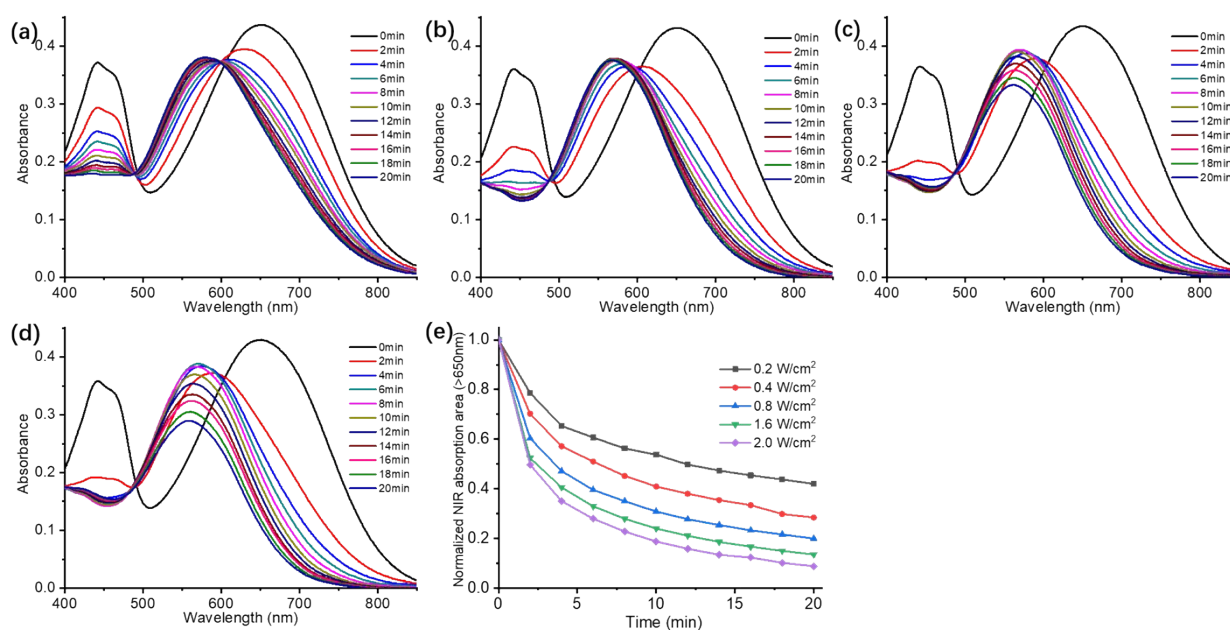 (a)
Absorbance
0.4
0.3
0.2
0.1
0.0
400
500
600
700
800
Wavelength (nm)
0min
2min
4min
6min
8min
10min
12min
14min
16min
18min
20min
(b)
Absorbance
0.4
0.3
0.2
0.1
0.0
400
500
600
700
800
Wavelength (nm)
0min
2min
4min
6min
8min
10min
12min
14min
16min
18min
20min
(c)
Absorbance
0.4
0.3
0.2
0.1
0.0
400
500
600
700
800
Wavelength (nm)
0min
2min
4min
6min
8min
10min
12min
14min
16min
18min
20min
(d)
Absorbance
0.4
0.3
0.2
0.1
0.0
400
500
600
700
800
Wavelength (nm)
0min
2min
4min
6min
8min
10min
12min
14min
16min
18min
20min
(e)
Normalized NIR absorption area (>650nm)
1.0
0.8
0.6
0.4
0.2
0.0
0
5
10
15
20
Time (min)
0.2 W/cm²
0.4 W/cm²
0.8 W/cm²
1.6 W/cm²
2.0 W/cm²